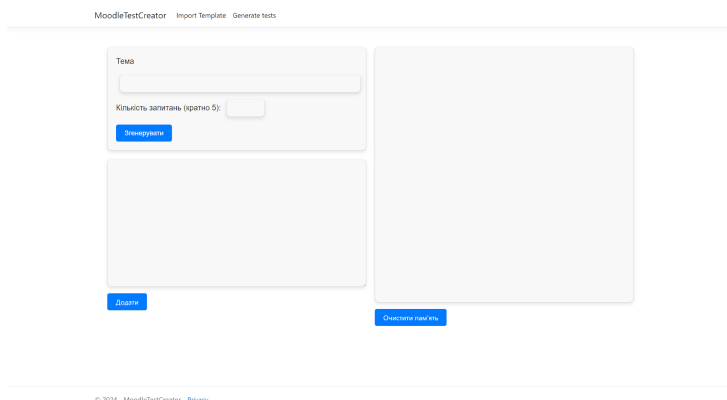 MoodleTestCreator Import Template Generate tests
Тема
Кількість запитань (кратно 5):
Згенерувати
Додати
Очистити пам'ять
© 2024 - MoodleTestCreator - Privacy